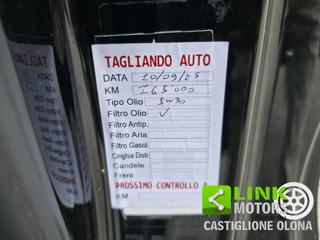 TAGLIANDO AUTO
DATA 10/09/25
KM 165000
Tipo Olio 5W30
Filtro Olio ✓
Filtro Antip.
Filtro Aria
Filtro Gasol.
Cinghia Distr.
Candele
Freni
PROSSIMO CONTROLLO A
KM
LINK
MOTORS
CASTIGLIONE OLONA